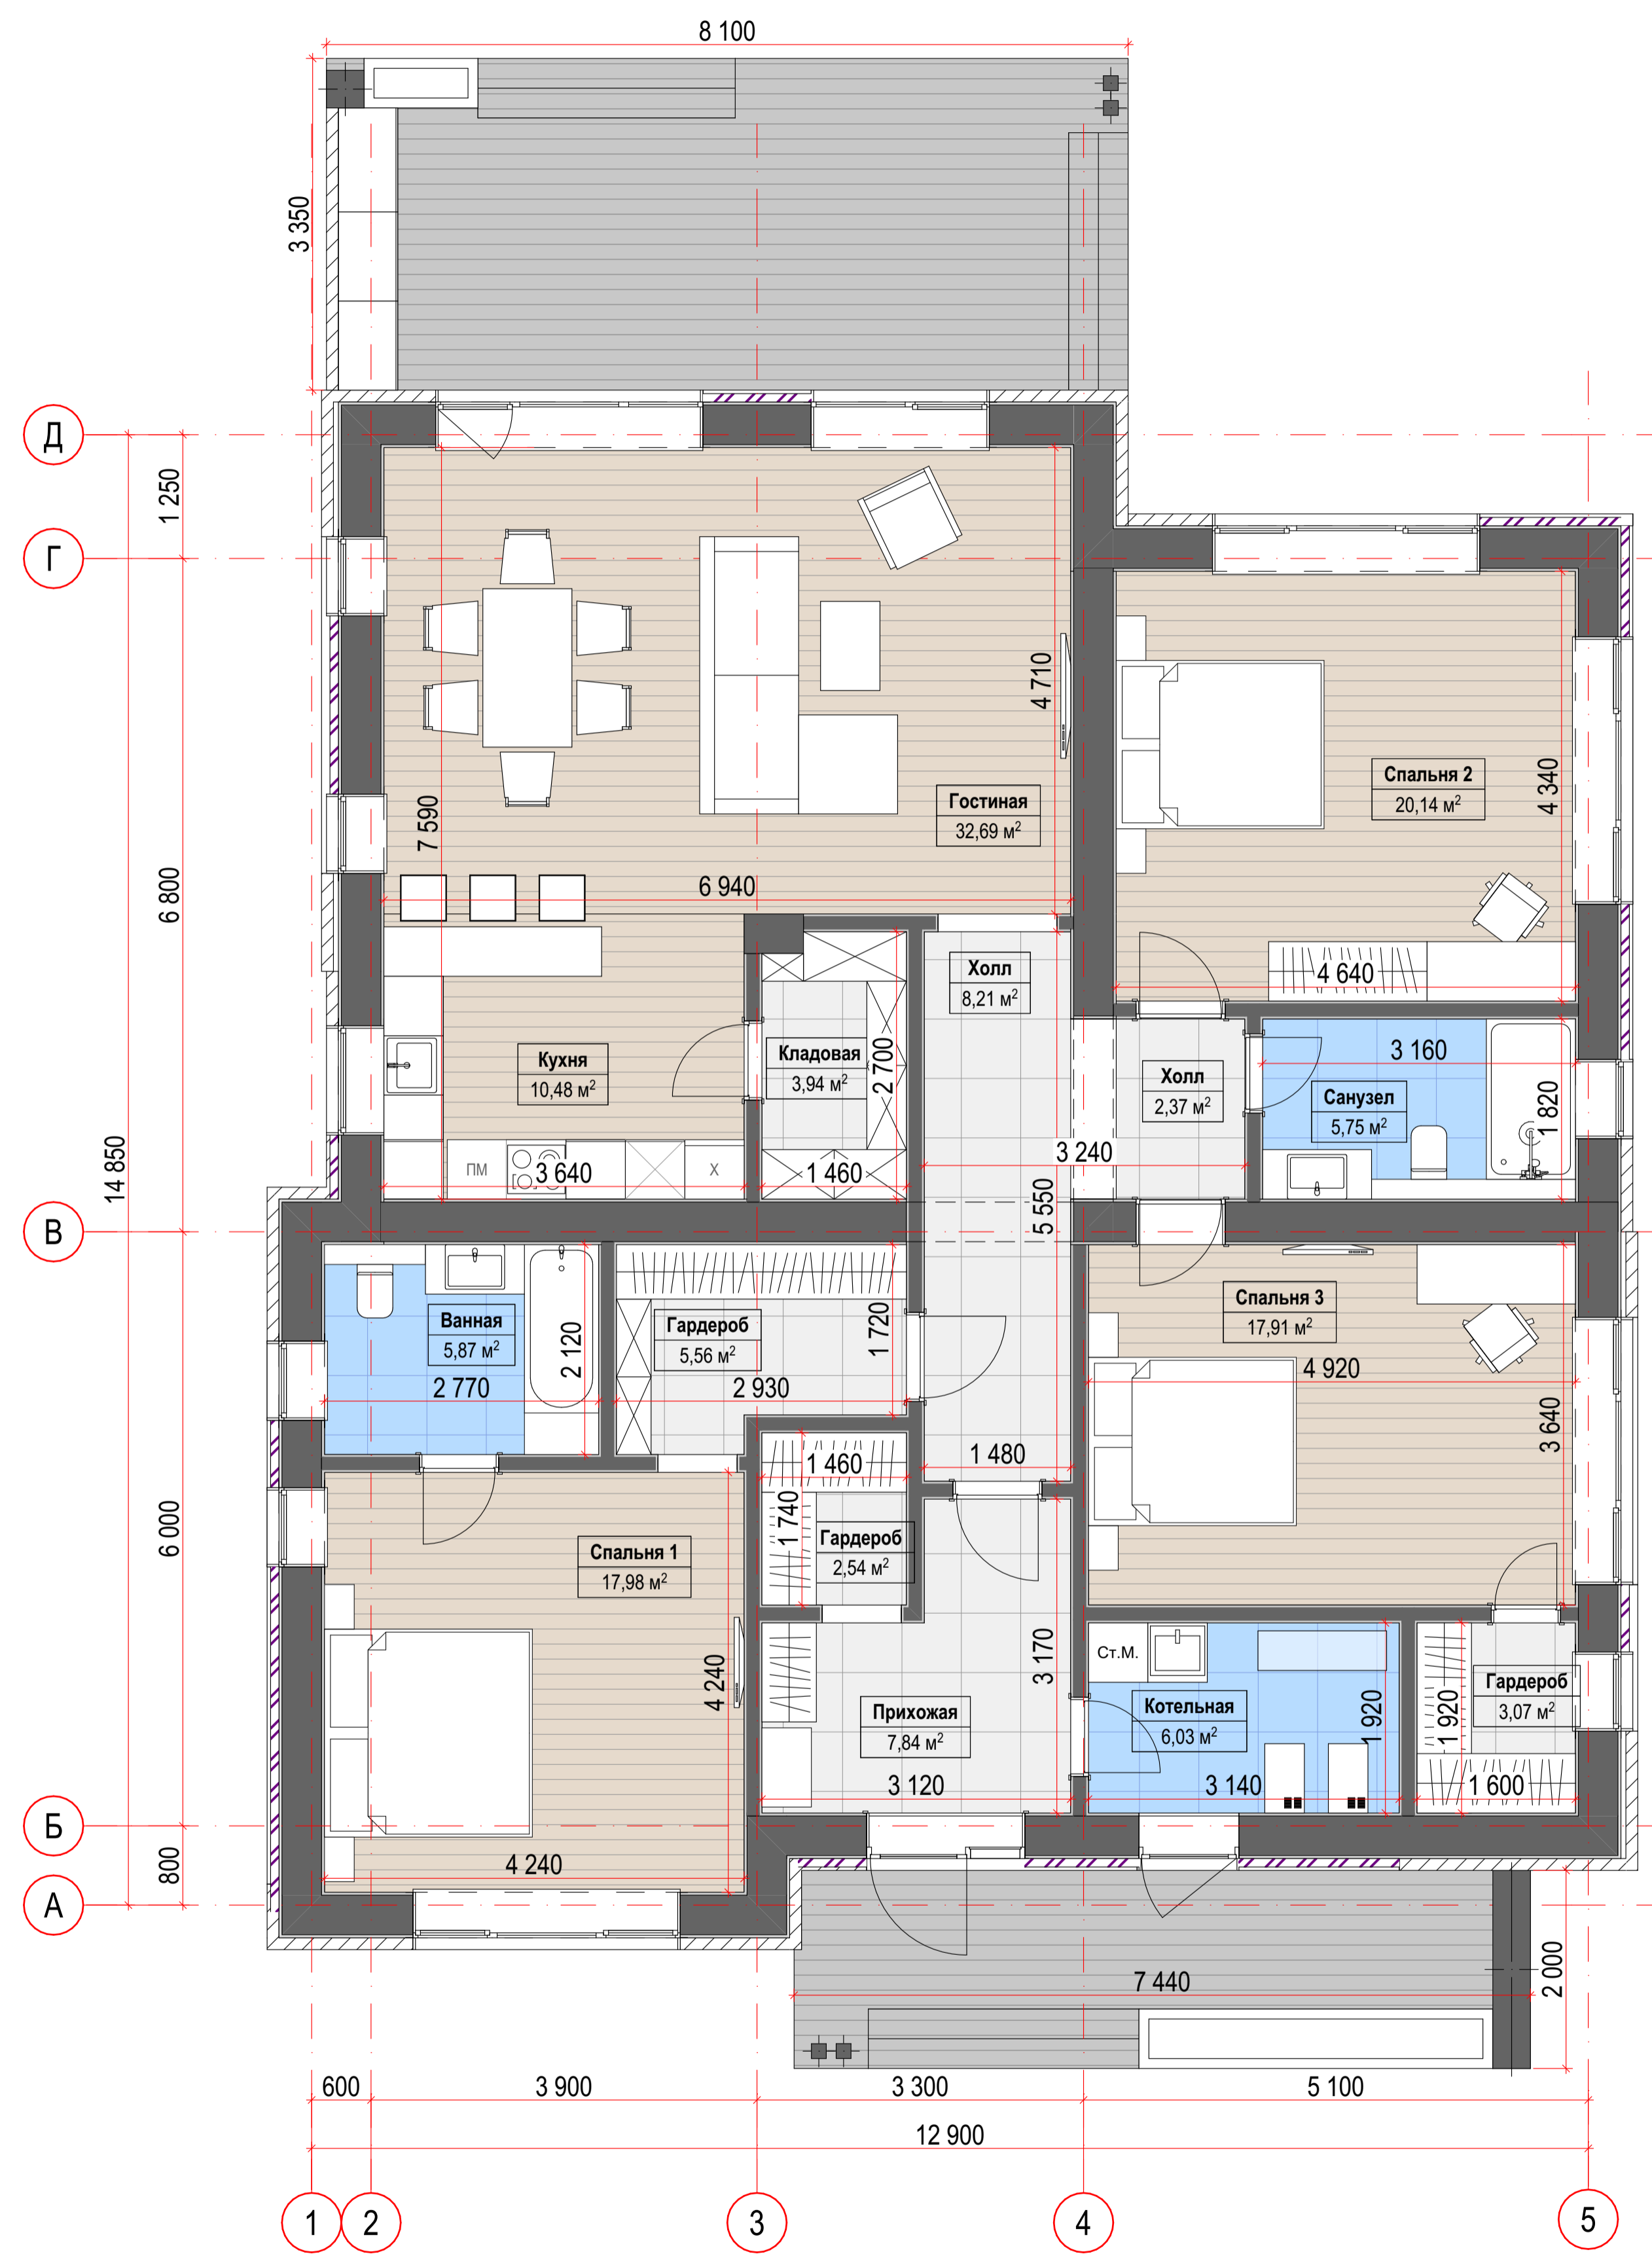 8 100
3 350
Д
1 250
Г
4 710
Спальня 2
20,14 м²
4 340
Гостиная
32,69 м²
7 590
6 940
6 800
Холл
8,21 м²
4 640
Кухня
10,48 м²
Кладовая
3,94 м²
2 700
3 160
Холл
2,37 м²
Санузел
5,75 м²
1 820
14 850
3 240
ПМ
3 640
Х
1 460
5 550
В
Спальня 3
17,91 м²
Ванная
5,87 м²
2 120
Гардероб
5,56 м²
1 720
2 770
2 930
4 920
3 640
1 460
1 480
1 740
6 000
Спальня 1
17,98 м²
Гардероб
2,54 м²
3 170
Ст.М.
4 240
Прихожая
7,84 м²
Котельная
6,03 м²
1 920
1 920
Гардероб
3,07 м²
3 120
3 140
1 600
Б
800
4 240
А
7 440
2 000
600
3 900
3 300
5 100
12 900
1
2
3
4
5